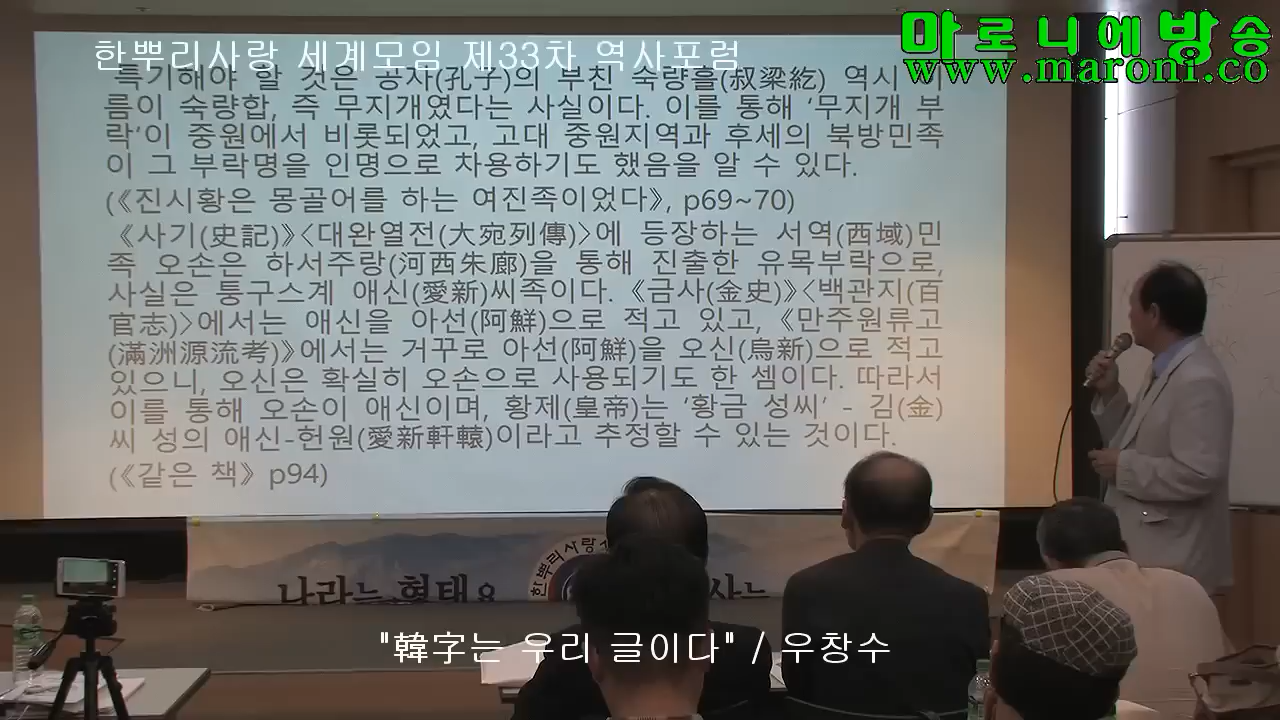 한뿌리사랑 세계모임 제33차 역사포럼
마로니에방송
www.maroni.co
특기해야 할 것은 공자(孔子)의 부친 숙량흘(叔梁紇) 역시
름이 숙량합, 즉 무지개였다는 사실이다. 이를 통해 ‘무지개 부
락’이 중원에서 비롯되었고, 고대 중원지역과 후세의 북방민족
이 그 부락명을 인명으로 차용하기도 했음을 알 수 있다.
(《진시황은 몽골어를 하는 여진족이었다》, p69~70)
《사기(史記)》〈대완열전(大宛列傳)〉에 등장하는 서역(西域)민
족 오손은 하서주랑(河西朱廊)을 통해 진출한 유목부락으로,
사실은 퉁구스계 애신(愛新)씨족이다. 《금사(金史)》〈백관지(百
官志)〉에서는 애신을 아선(阿鮮)으로 적고 있고, 《만주원류고
(滿洲源流考)》에서는 거꾸로 아선(阿鮮)을 오신(烏新)으로 적고
있으니, 오신은 확실히 오손으로 사용되기도 한 셈이다. 따라서
이를 통해 오손이 애신이며, 황제(皇帝)는 ‘황금 성씨’ - 김(金)
씨 성의 애신-헌원(愛新軒轅)이라고 추정할 수 있는 것이다.
(《같은 책》 p94)
한뿌리사랑
나라는 형태요
사는
"韓字는 우리 글이다" / 우창수